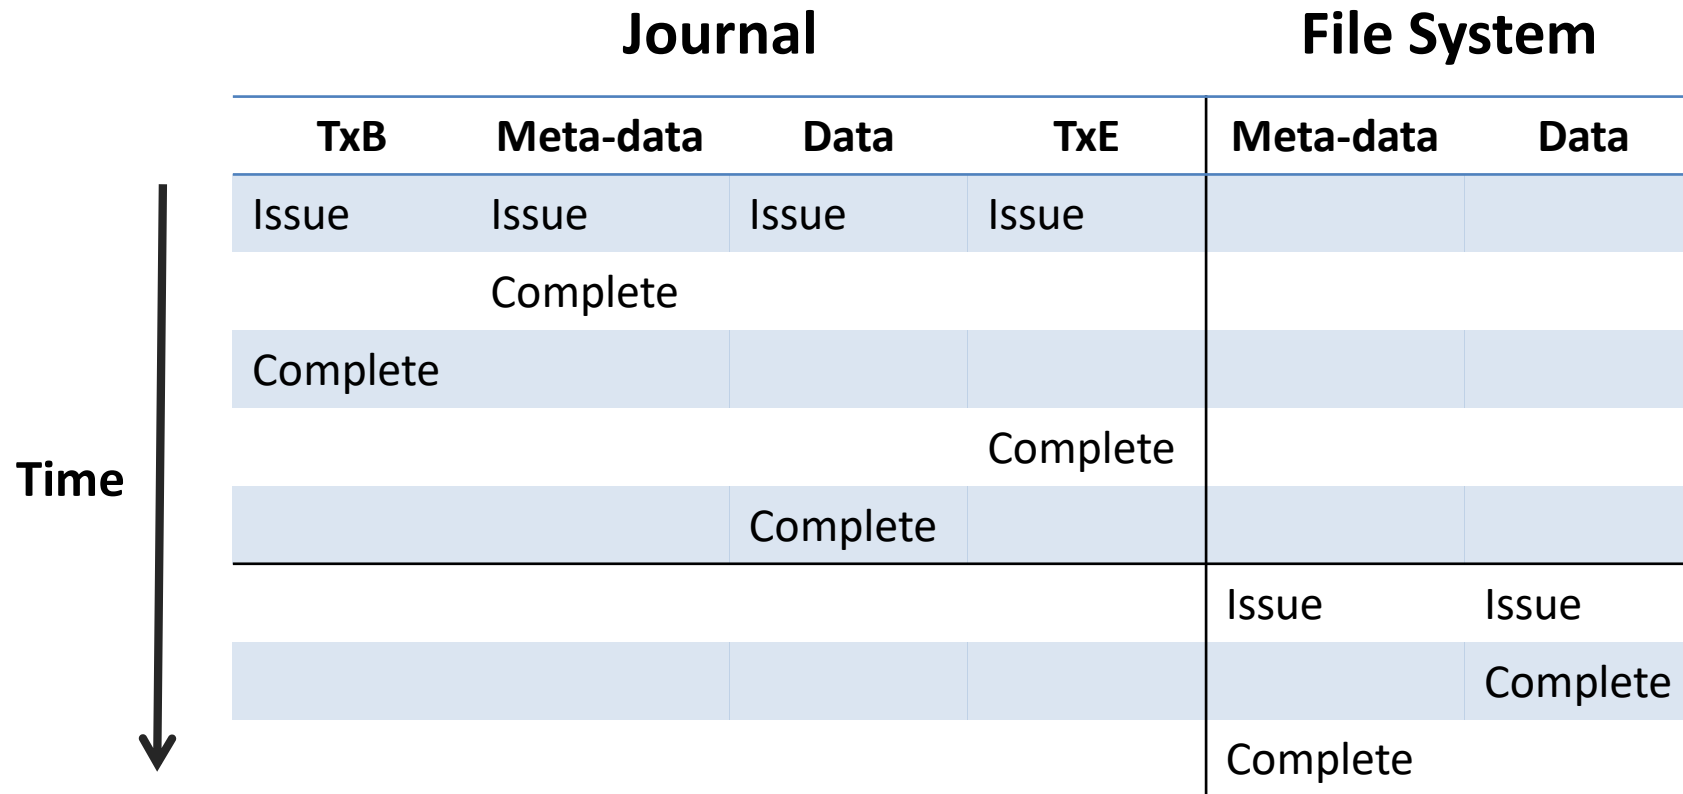 Journal File System
TxB Meta-data Data TxE Meta-data Data
Issue Issue Issue Issue
Complete
Complete
Complete
Time
Complete
Issue Issue
Complete
Complete